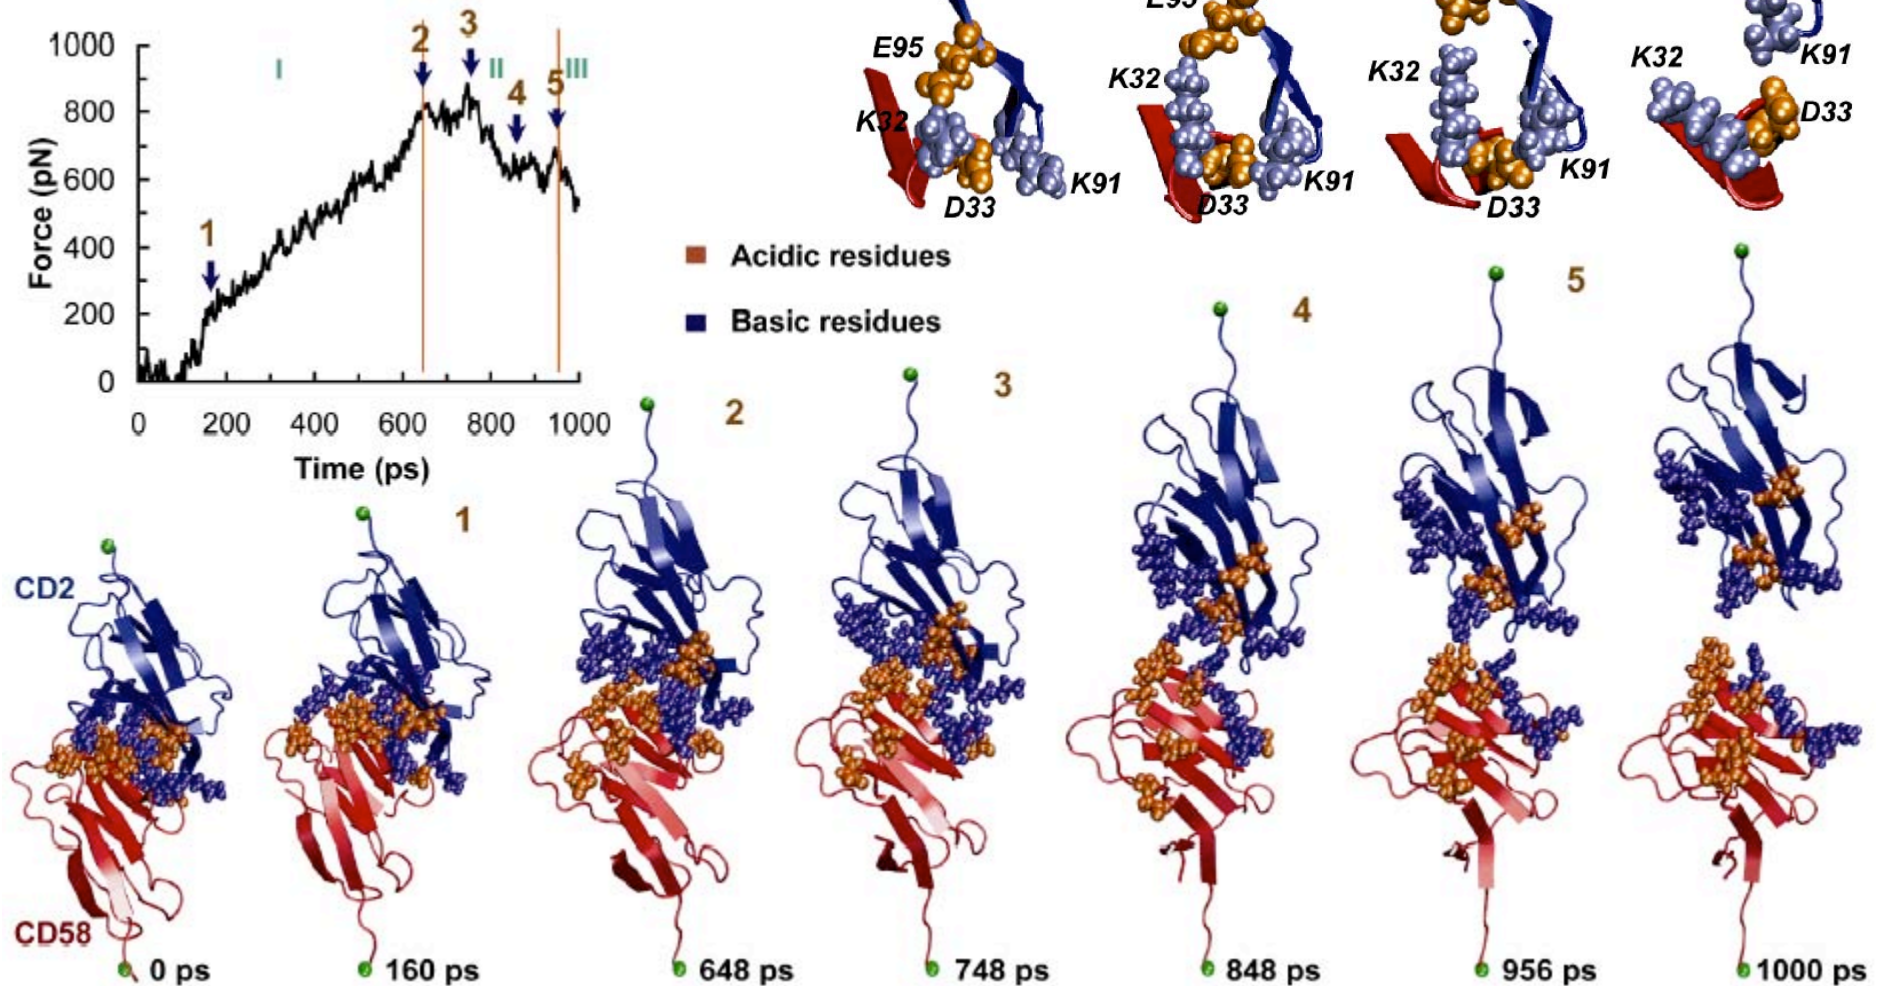 Force (pN)
1000
800
600
400
200
0
0 200 400 600 800 1000
Time (ps)
I
II
III
1
2
3
4
5
E95
K32
D33
K91
E95
K32
D33
K91
K32
D33
K91
K32
K91
D33
Acidic residues
Basic residues
1
2
3
4
5
CD2
CD58
0 ps
160 ps
648 ps
748 ps
848 ps
956 ps
1000 ps